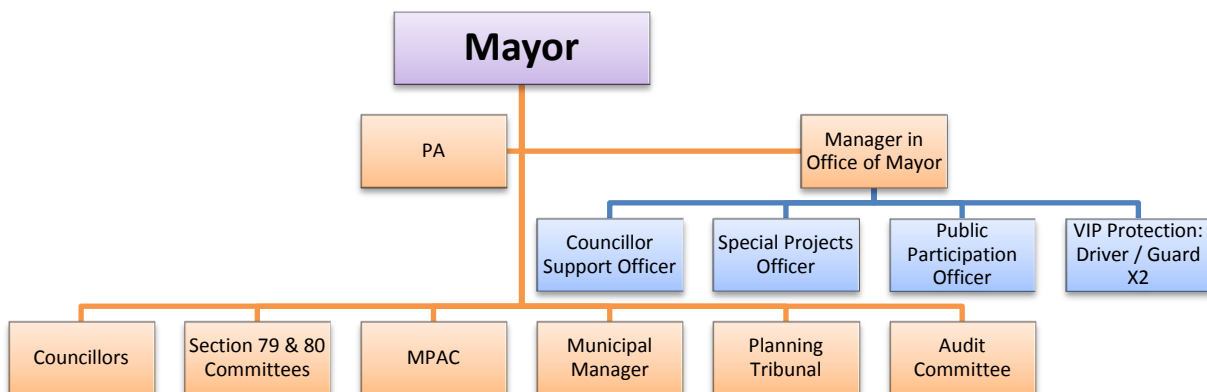 Mayor
PA
Manager in
Office of Mayor
Councillor
Support Officer
Special Projects
Officer
Public
Participation
Officer
VIP Protection:
Driver / Guard
X2
Councillors
Section 79 & 80
Committees
MPAC
Municipal
Manager
Planning
Tribunal
Audit
Committee